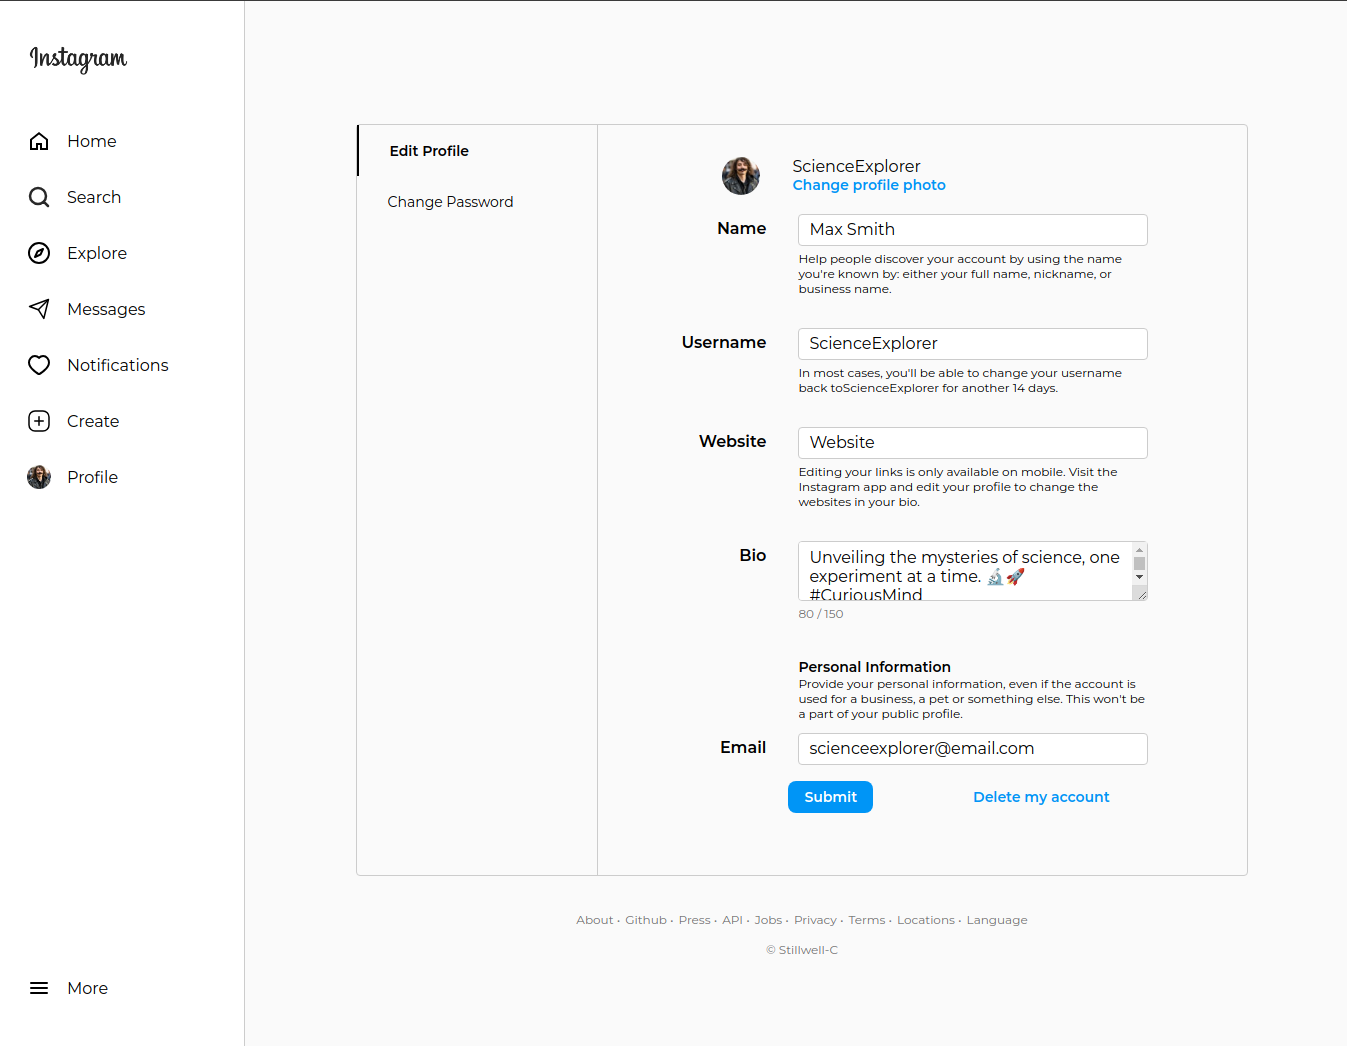 Instagram
Home
Search
Explore
Messages
Notifications
Create
Profile
More
Edit Profile
Change Password
ScienceExplorer
Change profile photo
Name
Max Smith
Help people discover your account by using the name
you're known by: either your full name, nickname, or
business name.
Username
ScienceExplorer
In most cases, you'll be able to change your username
back toScienceExplorer for another 14 days.
Website
Website
Editing your links is only available on mobile. Visit the
Instagram app and edit your profile to change the
websites in your bio.
Bio
Unveiling the mysteries of science, one
experiment at a time. 🔬🚀
#CuriousMind
80 / 150
Personal Information
Provide your personal information, even if the account is
used for a business, a pet or something else. This won't be
a part of your public profile.
Email
scienceexplorer@email.com
Submit
Delete my account
About · Github · Press · API · Jobs · Privacy · Terms · Locations · Language
© Stillwell-C